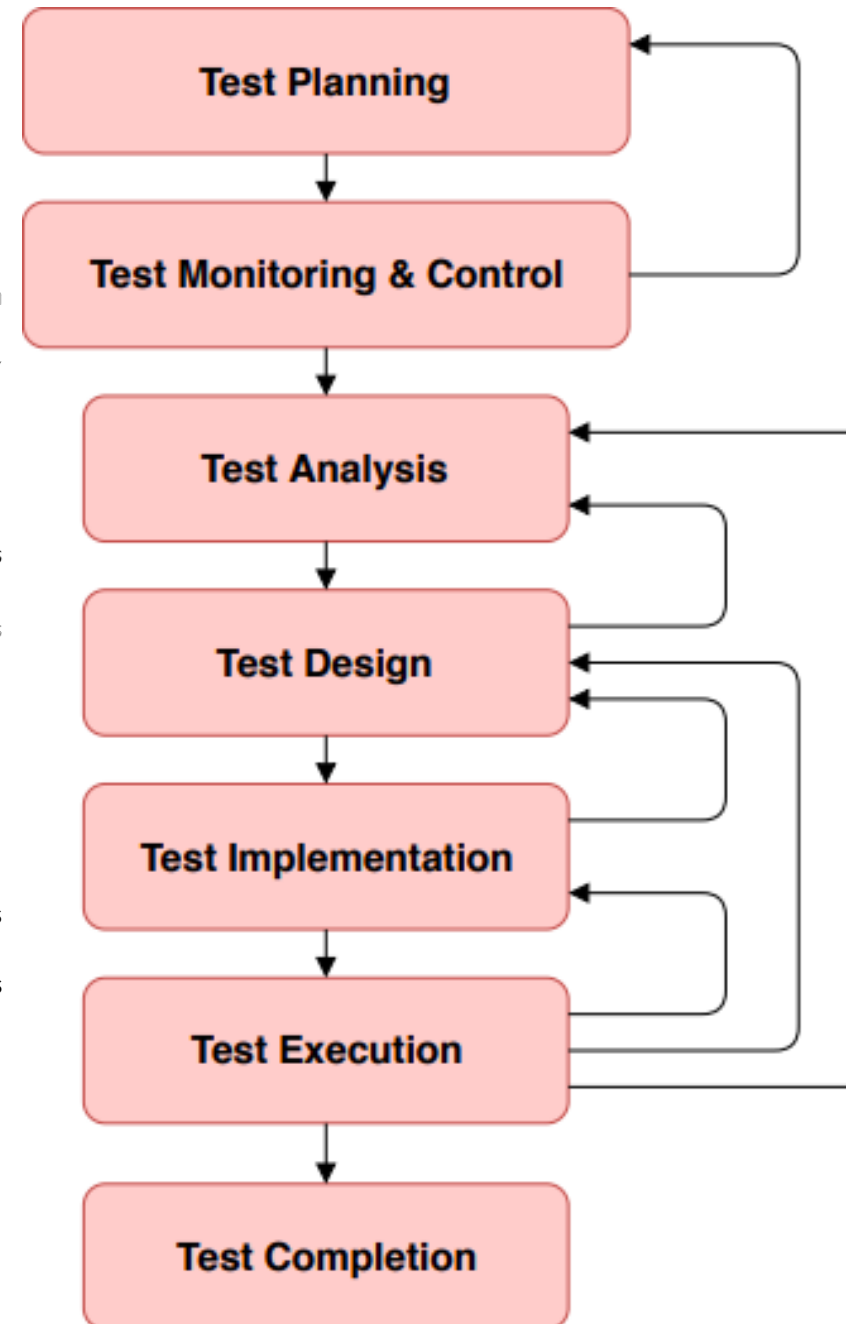 Test Planning
Test Monitoring & Control
Test Analysis
Test Design
Test Implementation
Test Execution
Test Completion